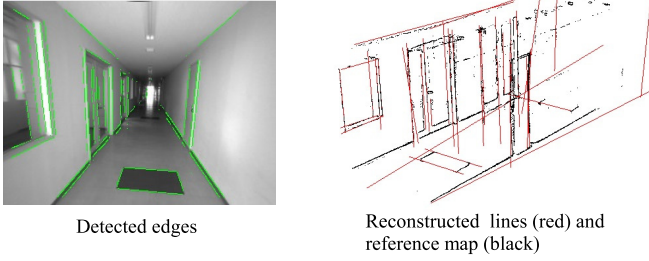 Detected edges
Reconstructed lines (red) and
reference map (black)